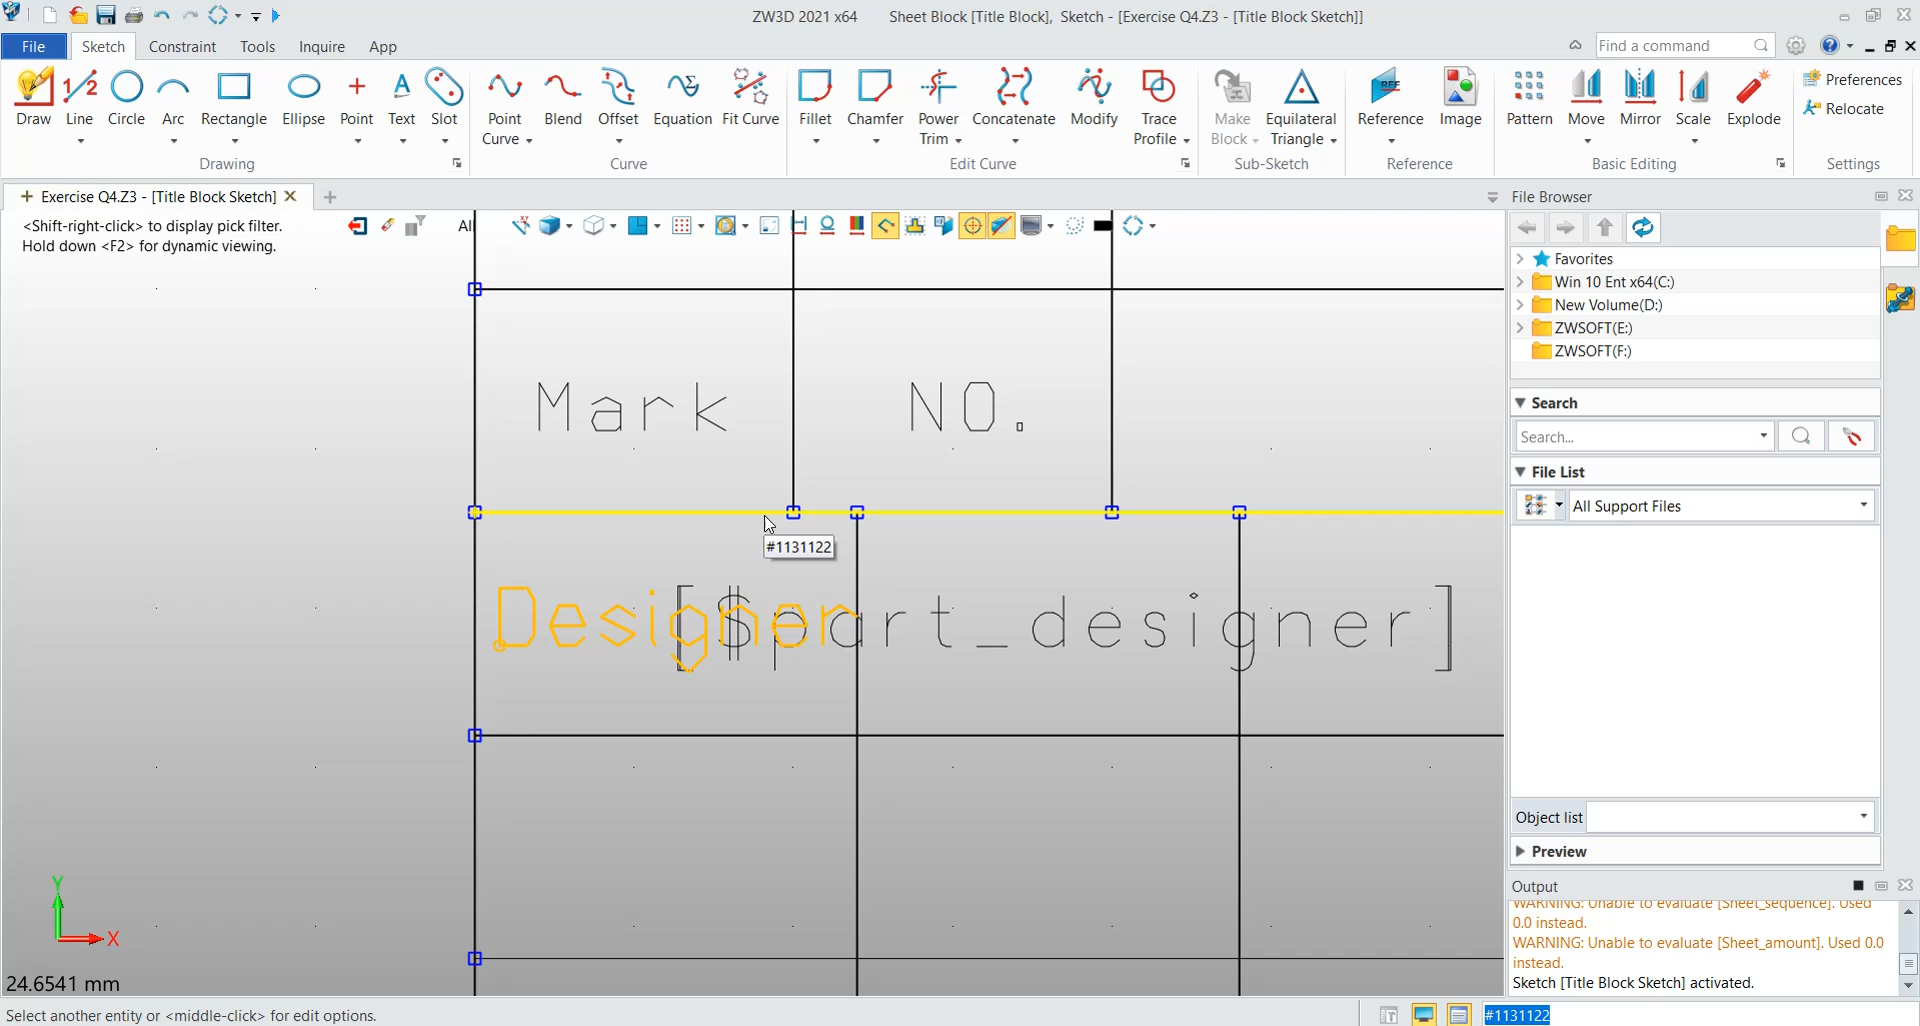 ZW3D 2021 x64 Sheet Block [Title Block], Sketch - [Exercise Q4.Z3 - [Title Block Sketch]]
File Sketch Constraint Tools Inquire App Find a command
Draw Line Circle Arc Rectangle Ellipse Point Text Slot Point Curve Blend Offset Equation Fit Curve Fillet Chamfer Power Trim Concatenate Modify Trace Profile Make Block Equilateral Triangle Reference Image Pattern Move Mirror Scale Explode Preferences Relocate
Drawing Curve Edit Curve Sub-Sketch Reference Basic Editing Settings
Exercise Q4.Z3 - [Title Block Sketch] File Browser
<Shift-right-click> to display pick filter.
Hold down <F2> for dynamic viewing.
All
Favorites
Win 10 Ent x64(C:)
New Volume(D:)
ZWSOFT(E:)
ZWSOFT(F:)
Search
Search...
File List
All Support Files
Mark NO.
#1131122
Designer [$part_designer]
Object list
Preview
Output
WARNING: Unable to evaluate [Sheet_sequence]. Used
0.0 instead.
WARNING: Unable to evaluate [Sheet_amount]. Used 0.0
instead.
Sketch [Title Block Sketch] activated.
Y
X
24.6541 mm
Select another entity or <middle-click> for edit options.
#1131122